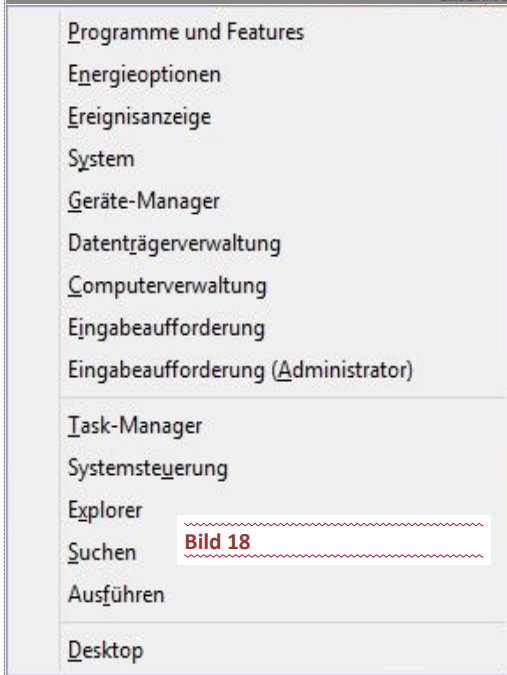 Programme und Features
Energieoptionen
Ereignisanzeige
System
Geräte-Manager
Datenträgerverwaltung
Computerverwaltung
Eingabeaufforderung
Eingabeaufforderung (Administrator)
Task-Manager
Systemsteuerung
Explorer
Suchen
Bild 18
Ausführen
Desktop